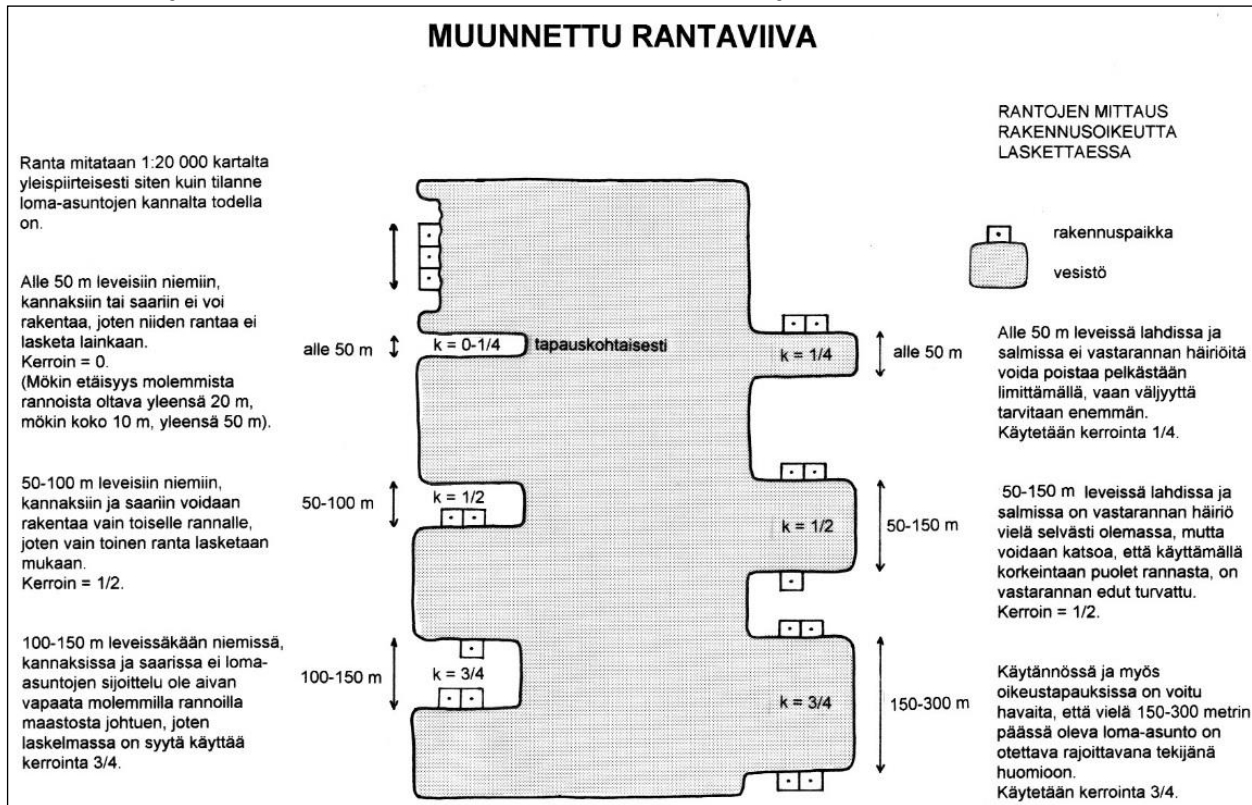 MUUNNETTU RANTAVIIVA
Ranta mitataan 1:20 000 kartalta
yleispiirteisesti siten kuin tilanne
loma-asuntojen kannalta todella
on.
Alle 50 m leveisiin niemiin,
kannaksiin tai saariin ei voi
rakentaa, joten niiden rantaa ei
lasketa lainkaan.
Kerroin = 0.
(Mökin etäisyys molemmista
rannoista oltava yleensä 20 m,
mökin koko 10 m, yleensä 50 m).
50-100 m leveisiin niemiin,
kannaksiin ja saariin voidaan
rakentaa vain toiselle rannalle,
joten vain toinen ranta lasketaan
mukaan.
Kerroin = 1/2.
100-150 m leveissäkään niemissä,
kannaksissa ja saarissa ei loma-
asuntojen sijoittelu ole aivan
vapaata molemmilla rannoilla
maastosta johtuen, joten
laskelmassa on syytä käyttää
kerrointa 3/4.
alle 50 m
k = 0-1/4
tapauskohtaisesti
50-100 m
k = 1/2
100-150 m
k = 3/4
k = 1/4
alle 50 m
k = 1/2
50-150 m
k = 3/4
150-300 m
RANTOJEN MITTAUS
RAKENNUSOIKEUTTA
LASKETTAESSA
rakennuspaikka
vesistö
Alle 50 m leveissä lahdissa ja
salmissa ei vastarannan häiriöitä
voida poistaa pelkästään
limittämällä, vaan väljyyttä
tarvitaan enemmän.
Käytetään kerrointa 1/4.
50-150 m leveissä lahdissa ja
salmissa on vastarannan häiriö
vielä selvästi olemassa, mutta
voidaan katsoa, että käyttämällä
korkeintaan puolet rannasta, on
vastarannan edut turvattu.
Kerroin = 1/2.
Käytännössä ja myös
oikeustapauksissa on voitu
havaita, että vielä 150-300 metrin
päässä oleva loma-asunto on
otettava rajoittavana tekijänä
huomioon.
Käytetään kerrointa 3/4.